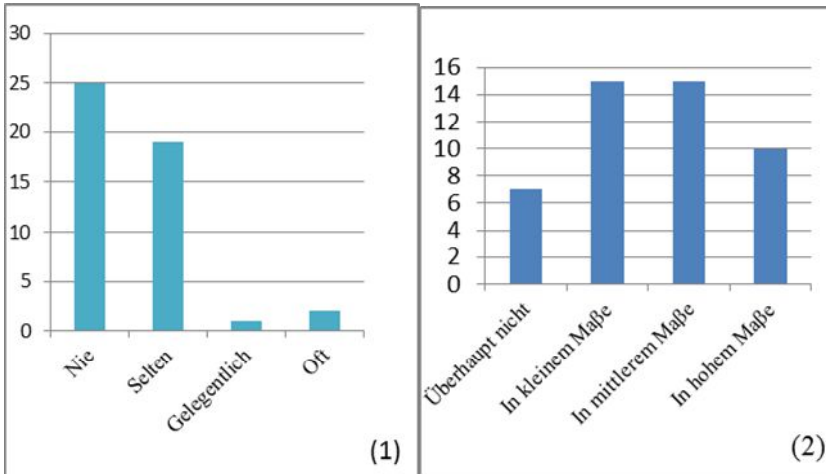 30
25
20
15
10
5
0
Nie
Selten
Gelegentlich
Oft
(1)
16
14
12
10
8
6
4
2
0
Überhaupt nicht
In kleinem Maße
In mittlerem Maße
In hohem Maße
(2)